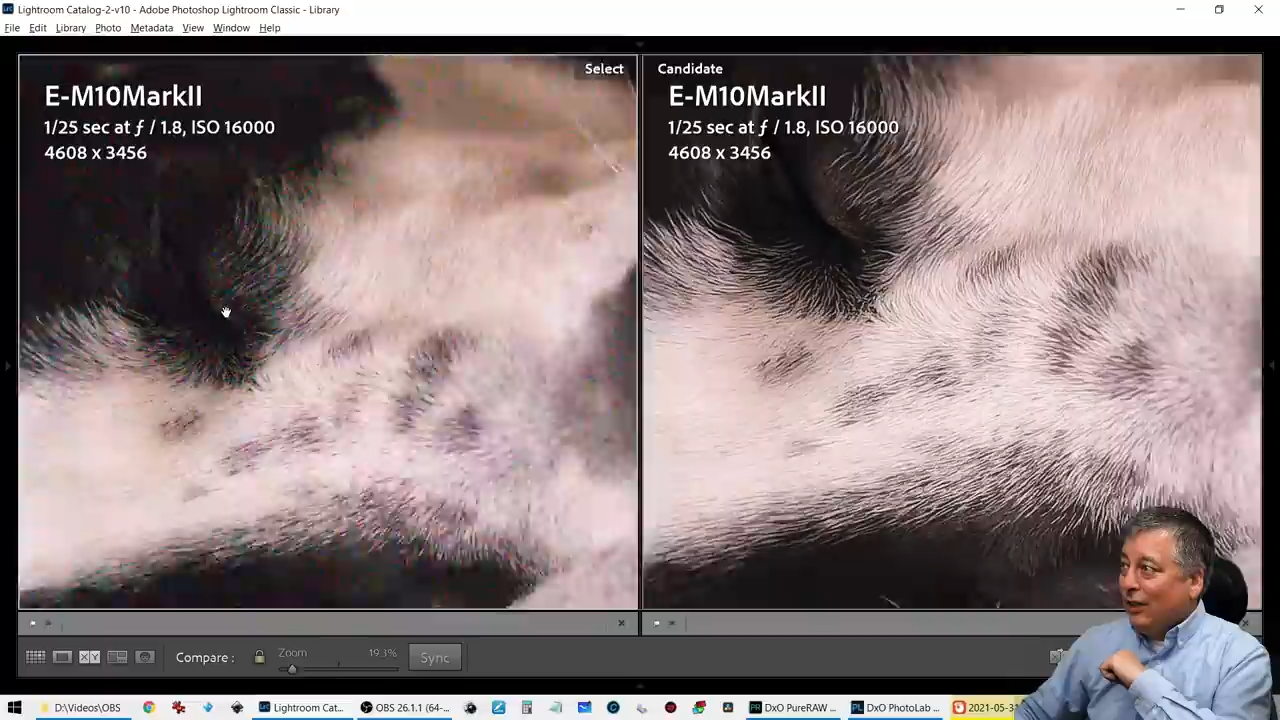 Lightroom Catalog-2-v10 - Adobe Photoshop Lightroom Classic - Library
File Edit Library Photo Metadata View Window Help
Select
E-M10MarkII
1/25 sec at ƒ / 1.8, ISO 16000
4608 x 3456
Candidate
E-M10MarkII
1/25 sec at ƒ / 1.8, ISO 16000
4608 x 3456
XY Compare : Zoom 19.3% Sync
D:\Videos\OBS Lightroom Cat... OBS 26.1.1 (64-... DxO PureRAW ... DxO PhotoLab ... 2021-05-31